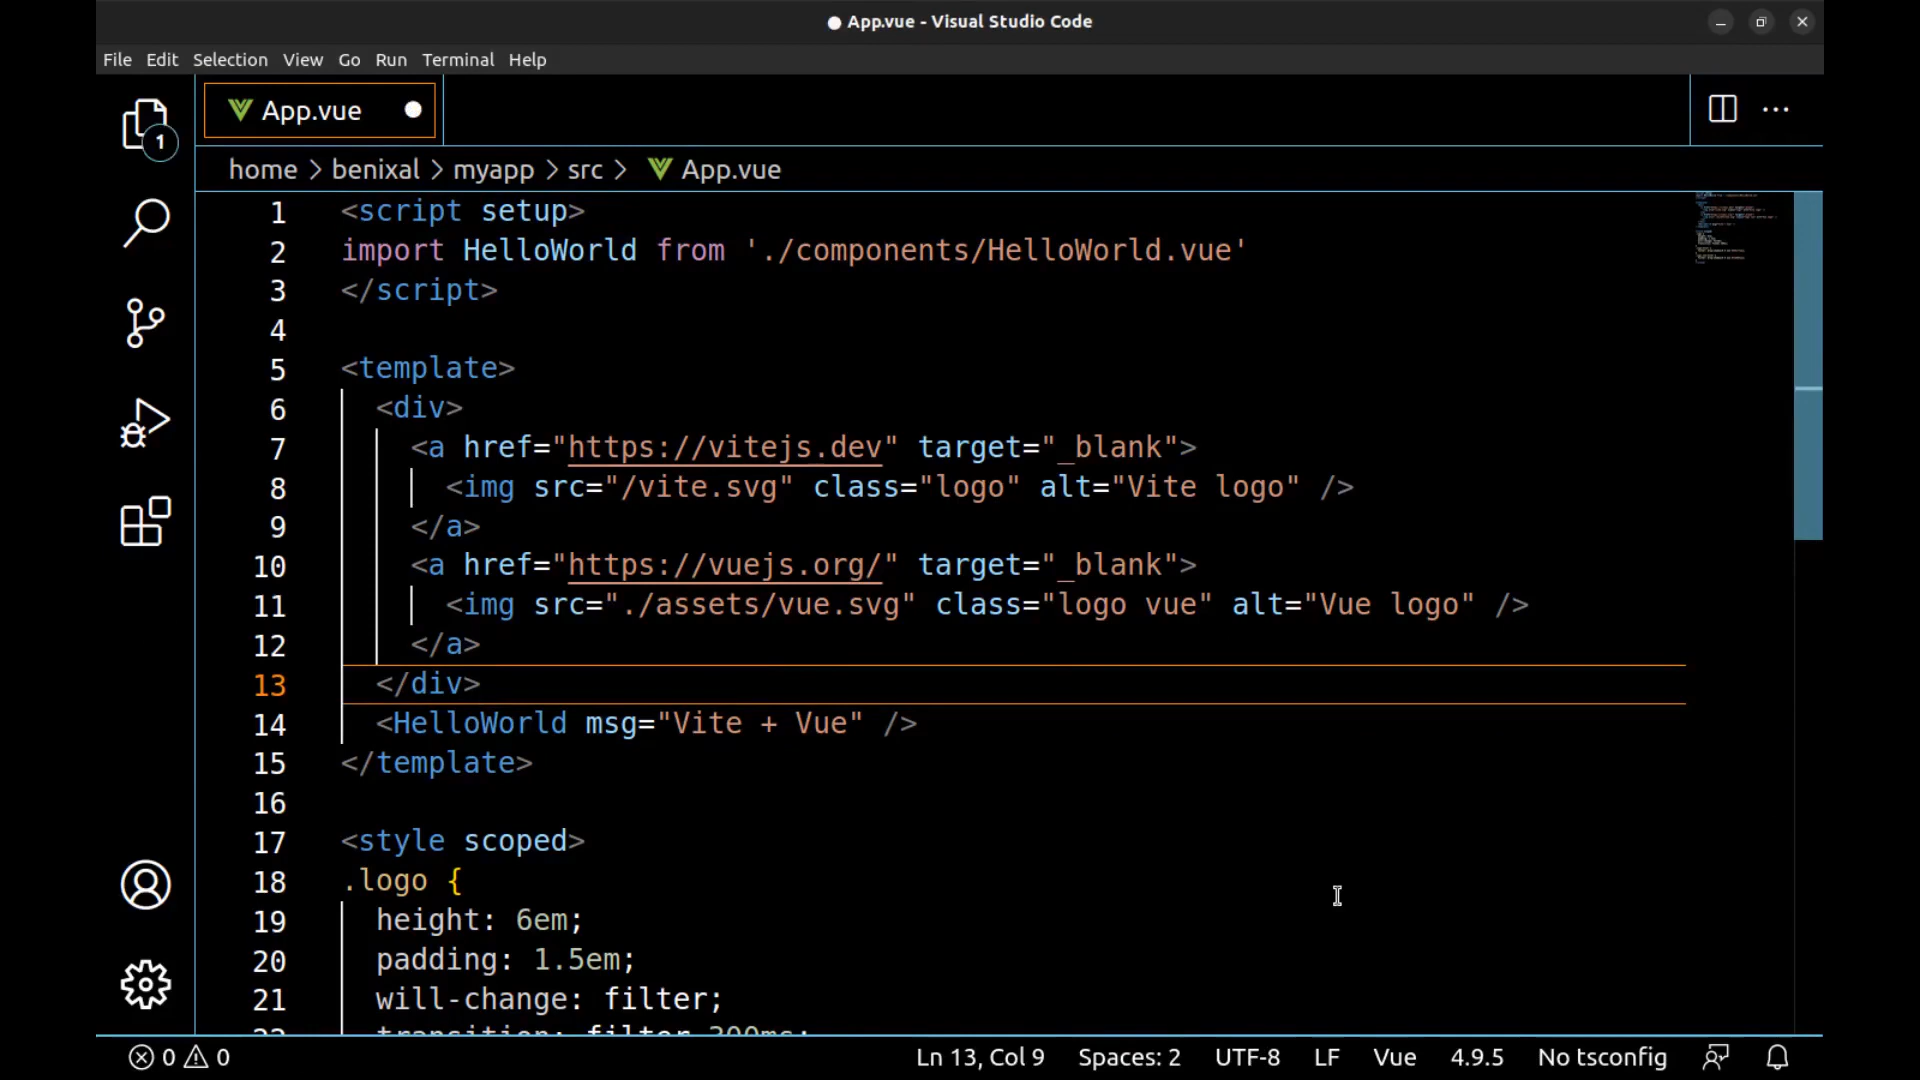 ● App.vue - Visual Studio Code
File Edit Selection View Go Run Terminal Help
App.vue
1
home > benixal > myapp > src > App.vue
1 <script setup>
2 import HelloWorld from './components/HelloWorld.vue'
3 </script>
4
5 <template>
6 <div>
7 <a href="https://vitejs.dev" target="_blank">
8 <img src="/vite.svg" class="logo" alt="Vite logo" />
9 </a>
10 <a href="https://vuejs.org/" target="_blank">
11 <img src="./assets/vue.svg" class="logo vue" alt="Vue logo" />
12 </a>
13 </div>
14 <HelloWorld msg="Vite + Vue" />
15 </template>
16
17 <style scoped>
18 .logo {
19 height: 6em;
20 padding: 1.5em;
21 will-change: filter;
22 transition: filter 300ms;
0 0 Ln 13, Col 9 Spaces: 2 UTF-8 LF Vue 4.9.5 No tsconfig